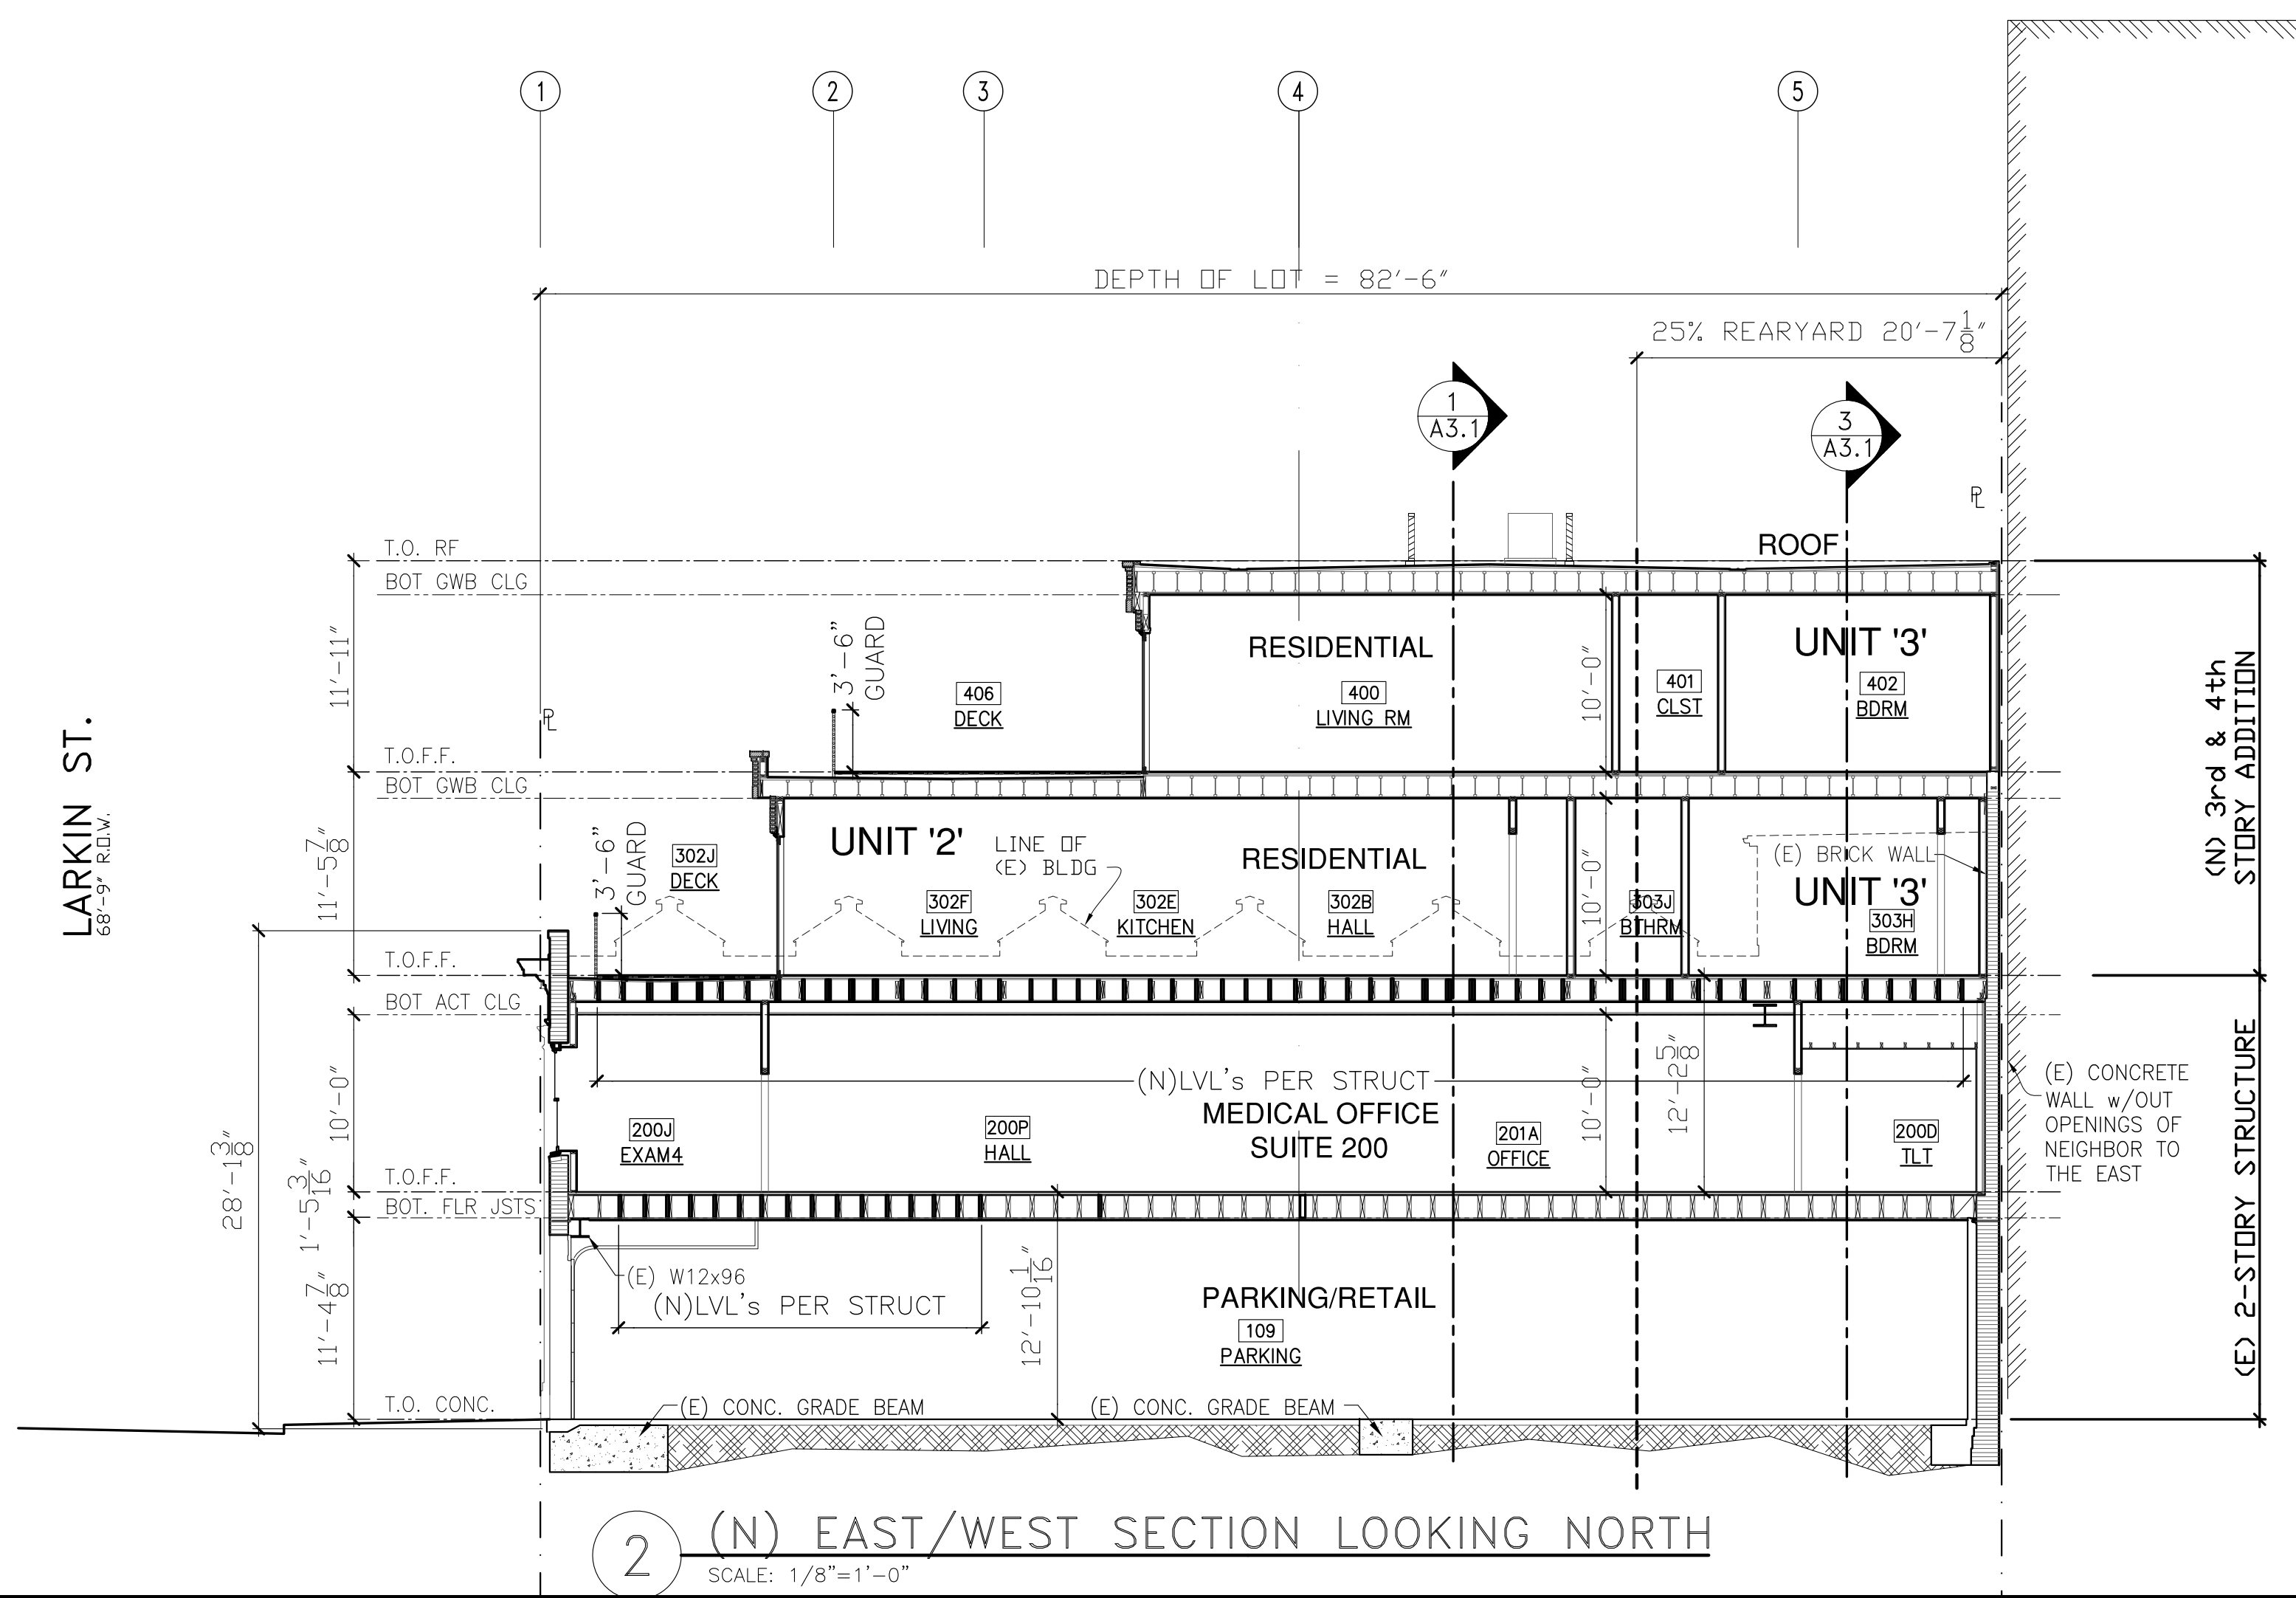 1
2
3
4
5
DEPTH OF LOT = 82'-6"
25% REARYARD 20'-7 1/8"
1
A3.1
3
A3.1
PL
ROOF
T.O. RF
BOT GWB CLG
11'-11"
3'-6"
GUARD
406
DECK
RESIDENTIAL
400
LIVING RM
10'-0"
401
CLST
UNIT '3'
402
BDRM
(N) 3rd & 4th
STORY ADDITION
PL
LARKIN ST.
68'-9" R.O.W.
T.O.F.F.
BOT GWB CLG
11'-5 7/8"
3'-6"
GUARD
302J
DECK
UNIT '2'
LINE OF
(E) BLDG
RESIDENTIAL
302F
LIVING
302E
KITCHEN
302B
HALL
10'-0"
303J
BTHRM
(E) BRICK WALL
UNIT '3'
303H
BDRM
T.O.F.F.
BOT ACT CLG
28'-1 3/8"
10'-0"
(N)LVL's PER STRUCT
MEDICAL OFFICE
SUITE 200
200J
EXAM4
200P
HALL
201A
OFFICE
10'-0"
12'-2 5/8"
200D
TLT
(E) CONCRETE
WALL w/OUT
OPENINGS OF
NEIGHBOR TO
THE EAST
(E) 2-STORY STRUCTURE
T.O.F.F.
BOT. FLR JSTS
1'-5 3/16"
11'-4 7/8"
(E) W12x96
(N)LVL's PER STRUCT
12'-10 1/16"
PARKING/RETAIL
109
PARKING
T.O. CONC.
(E) CONC. GRADE BEAM
(E) CONC. GRADE BEAM
2
(N) EAST/WEST SECTION LOOKING NORTH
SCALE: 1/8"=1'-0"